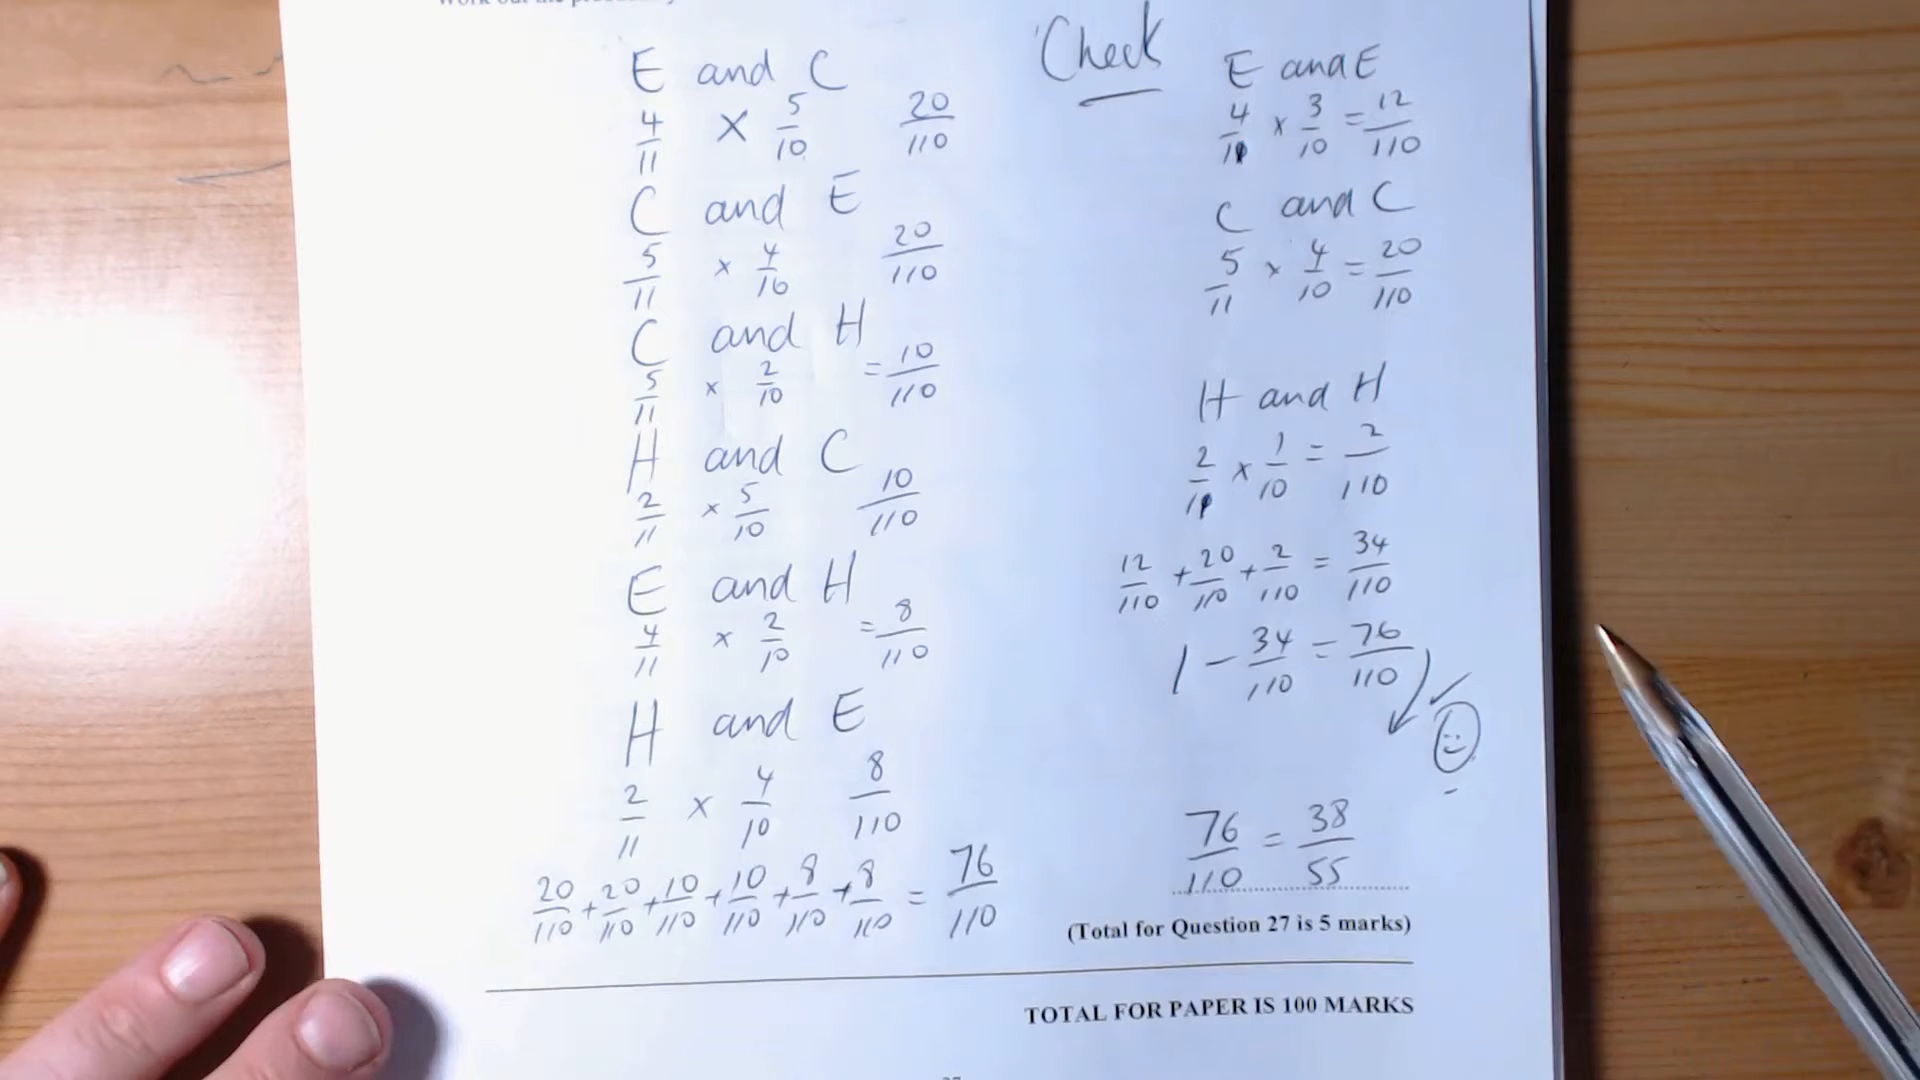 E and C
4/11 × 5/10 20/110
C and E
5/11 × 4/10 20/110
C and H
5/11 × 2/10 = 10/110
H and C
2/11 × 5/10 10/110
E and H
4/11 × 2/10 = 8/110
H and E
2/11 × 4/10 8/110
20/110 + 20/110 + 10/110 + 10/110 + 8/110 + 8/110 = 76/110
Check
E and E
4/11 × 3/10 = 12/110
C and C
5/11 × 4/10 = 20/110
H and H
2/11 × 1/10 = 2/110
12/110 + 20/110 + 2/110 = 34/110
1 - 34/110 = 76/110
76/110 = 38/55
(Total for Question 27 is 5 marks)
TOTAL FOR PAPER IS 100 MARKS